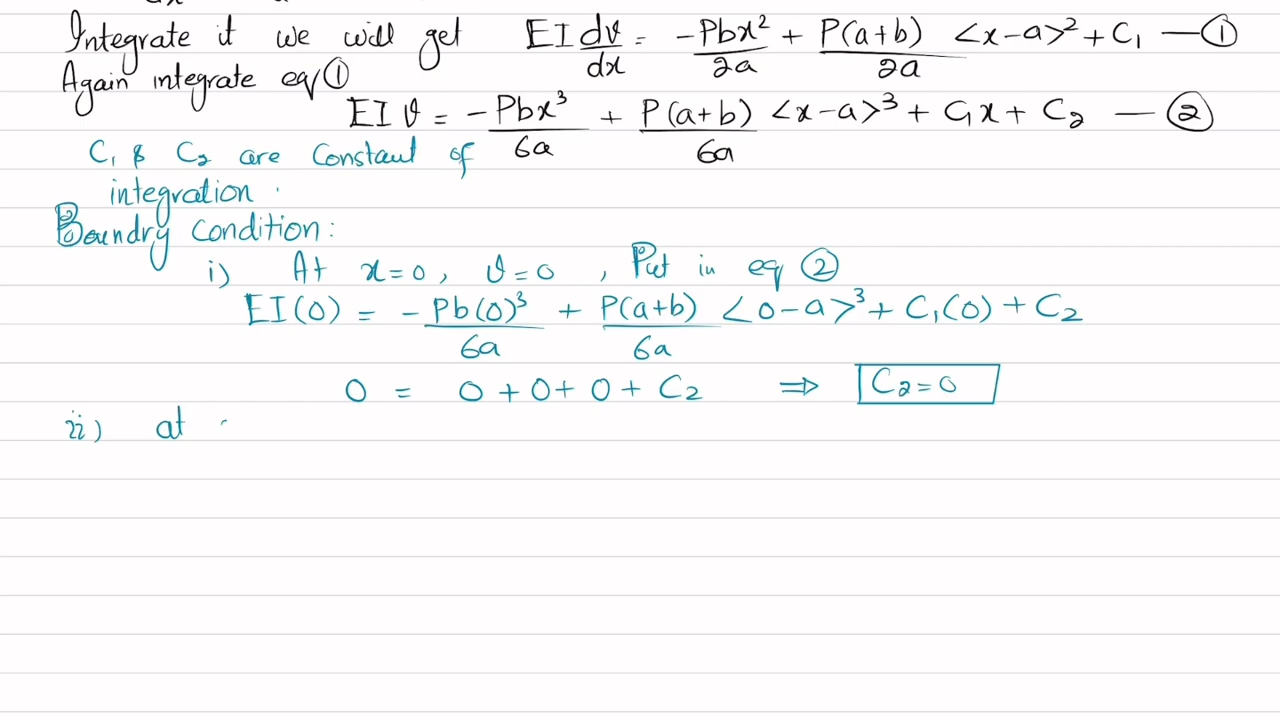 Integrate it we will get EI dv/dx = -Pbx²/2a + P(a+b)/2a <x-a>² + C₁ — ①
Again integrate eq ①
EI v = -Pbx³/6a + P(a+b)/6a <x-a>³ + C₁x + C₂ — ②
C₁ & C₂ are Constant of
integration.
Boundry Condition:
i) At x=0, v=0, Put in eq ②
EI(0) = -Pb(0)³/6a + P(a+b)/6a <0-a>³ + C₁(0) + C₂
0 = 0+0+0+ C₂ ⇒ C₂=0
ii) at